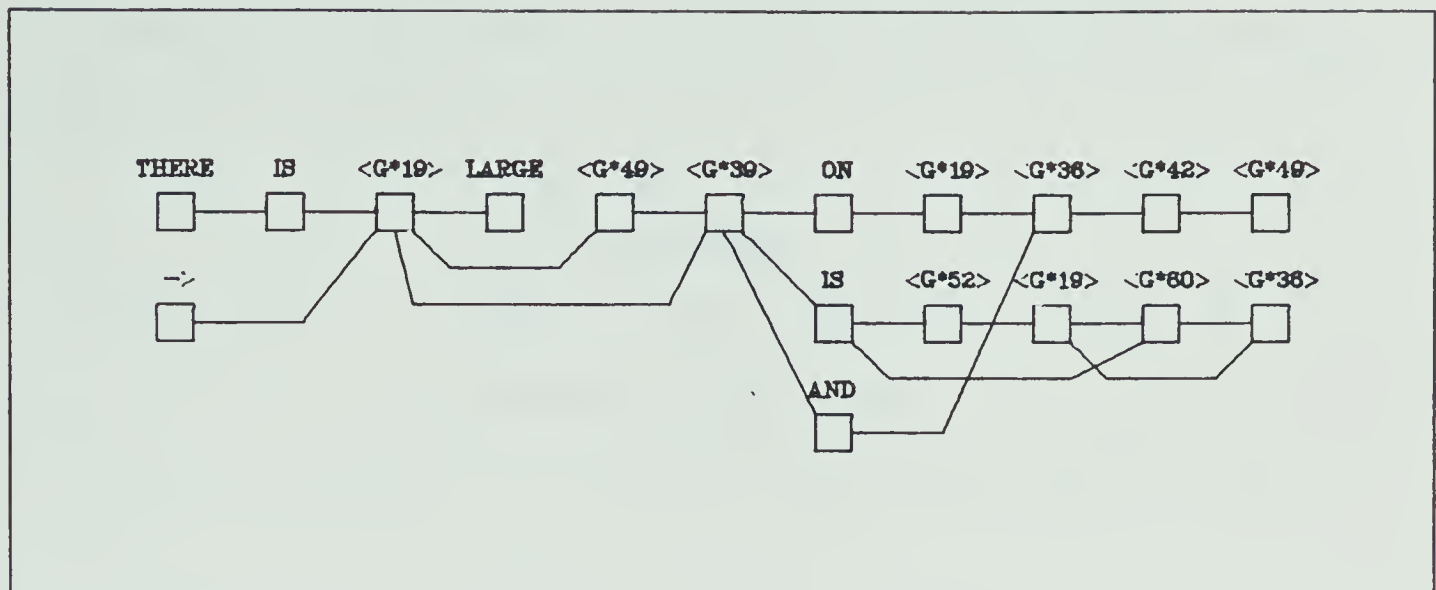 THERE IS <G*19> LARGE <G*49> <G*39> ON <G*19> <G*36> <G*42> <G*49>
-> IS <G*52> <G*19> <G*60> <G*36>
AND